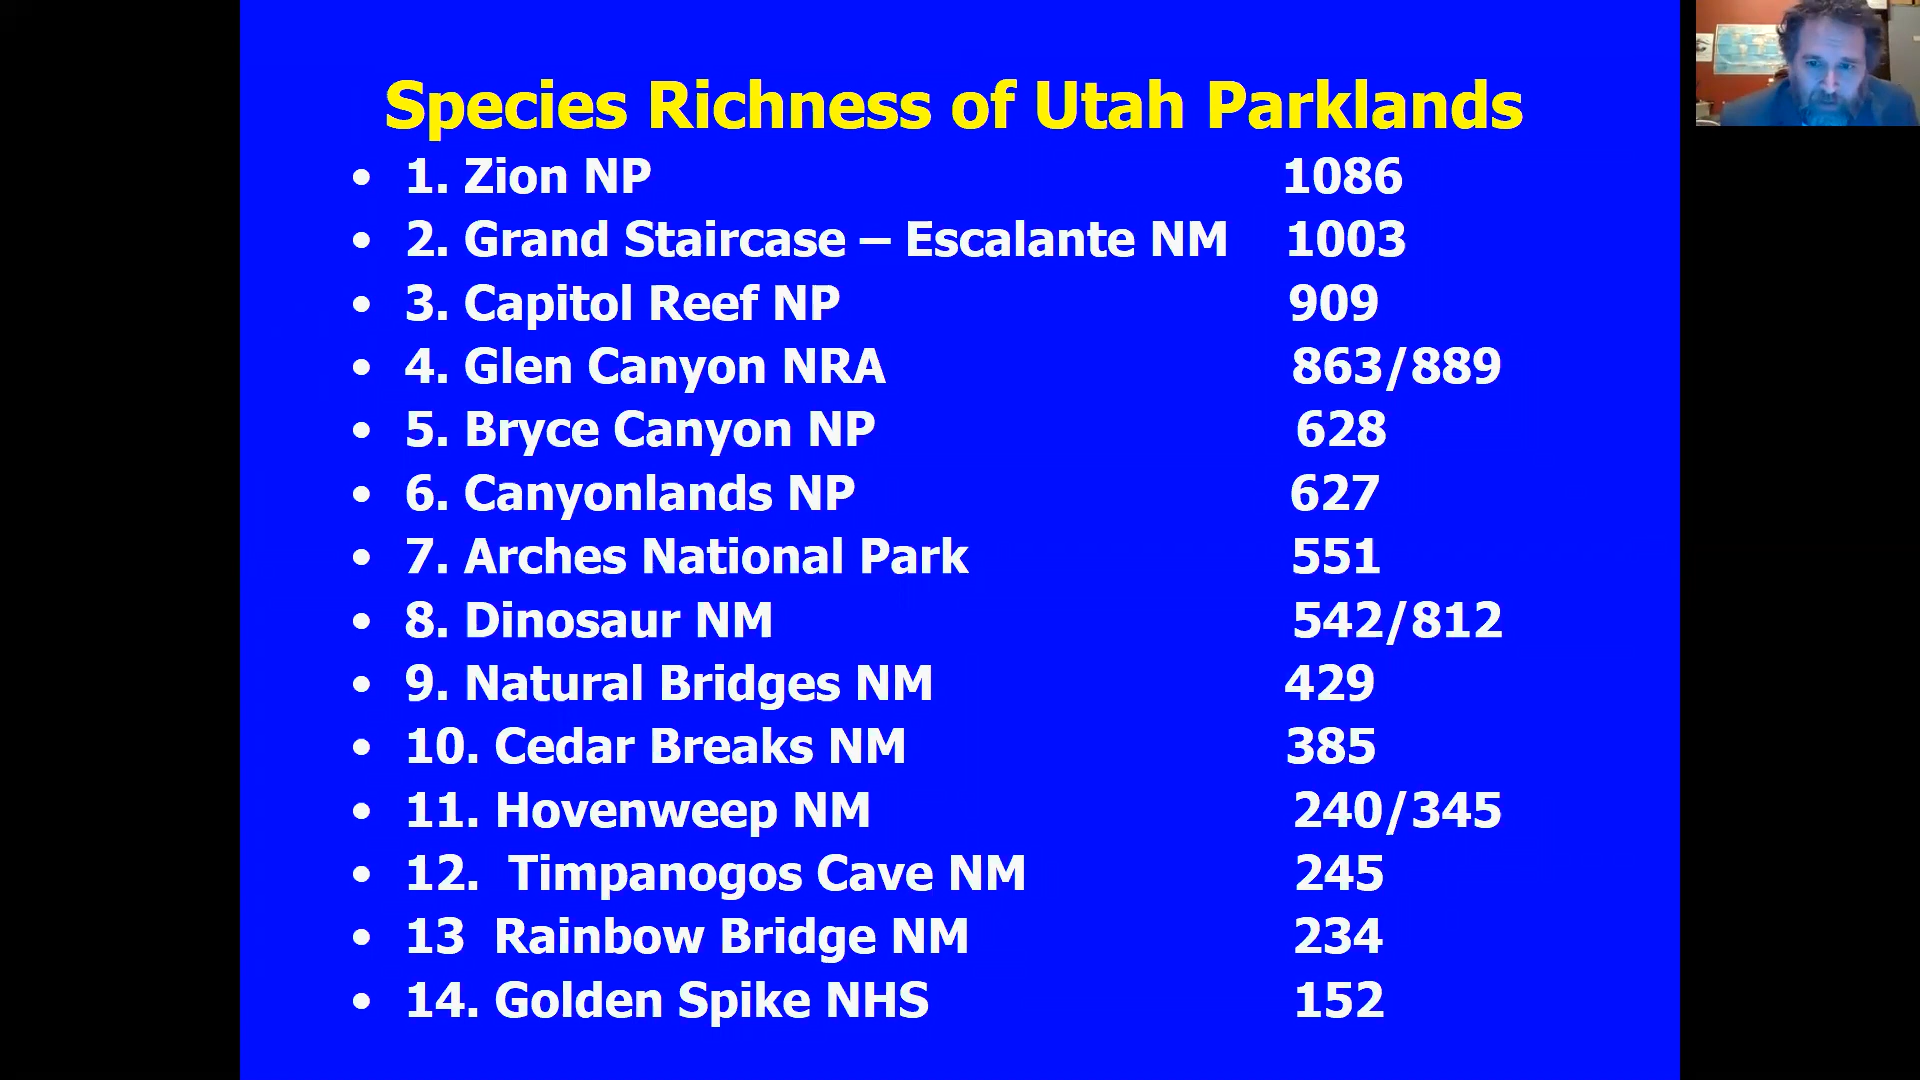 Species Richness of Utah Parklands
• 1. Zion NP 1086
• 2. Grand Staircase – Escalante NM 1003
• 3. Capitol Reef NP 909
• 4. Glen Canyon NRA 863/889
• 5. Bryce Canyon NP 628
• 6. Canyonlands NP 627
• 7. Arches National Park 551
• 8. Dinosaur NM 542/812
• 9. Natural Bridges NM 429
• 10. Cedar Breaks NM 385
• 11. Hovenweep NM 240/345
• 12.  Timpanogos Cave NM 245
• 13  Rainbow Bridge NM 234
• 14. Golden Spike NHS 152